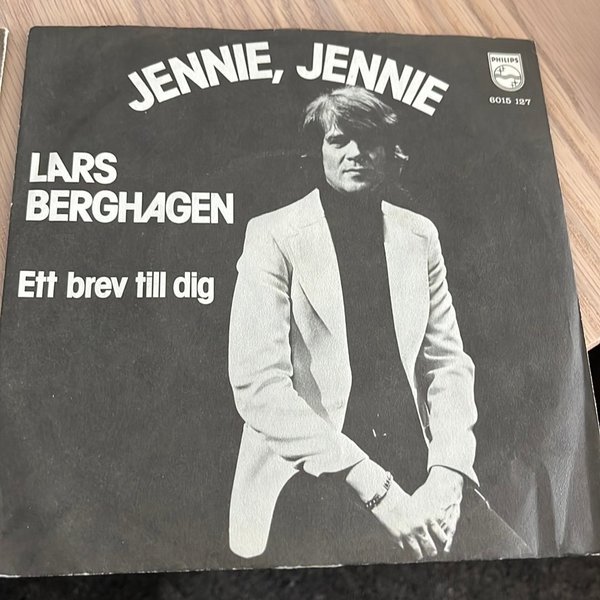 JENNIE, JENNIE
PHILIPS
6015 127
LARS
BERGHAGEN
Ett brev till dig